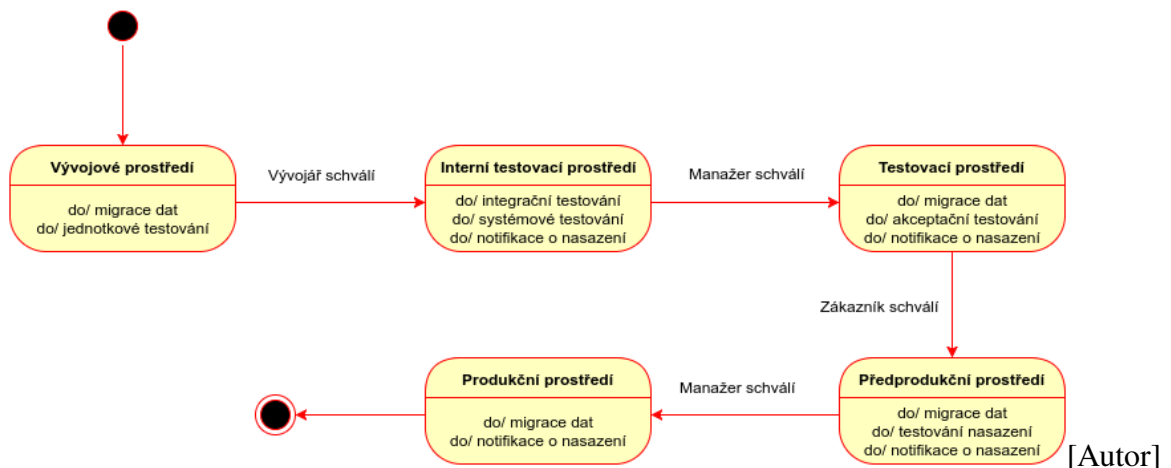 Vývojové prostředí
do/ migrace dat
do/ jednotkové testování
Vývojář schválí
Interní testovací prostředí
do/ integrační testování
do/ systémové testování
do/ notifikace o nasazení
Manažer schválí
Testovací prostředí
do/ migrace dat
do/ akceptační testování
do/ notifikace o nasazení
Zákazník schválí
Předprodukční prostředí
do/ migrace dat
do/ testování nasazení
do/ notifikace o nasazení
Manažer schválí
Produkční prostředí
do/ migrace dat
do/ notifikace o nasazení
[Autor]